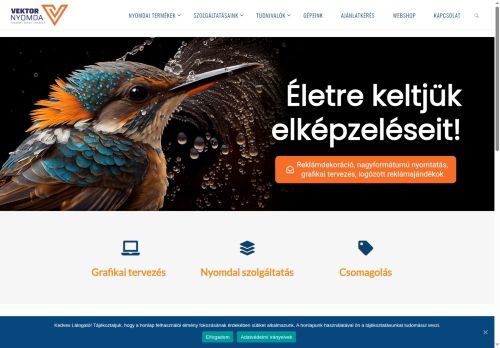 VEKTOR
NYOMDA
NYOMDAI TERMÉKEK
SZOLGÁLTATÁSAINK
TUDNIVALÓK
GÉPEINK
AJÁNLATKÉRÉS
WEBSHOP
KAPCSOLAT
Életre keltjük
elképzeléseit!
Reklámdekoráció, nagyformátumú nyomtatás,
grafikai tervezés, logózott reklámajándékok
Grafikai tervezés
Nyomdai szolgáltatás
Csomagolás
Kedves Látogató! Tájékoztatjuk, hogy a honlap felhasználói élmény fokozásának érdekében sütiket alkalmazunk. A honlapunk használatával ön a tájékoztatásunkat tudomásul veszi.
Elfogadom
Adatvédelmi irányelvek